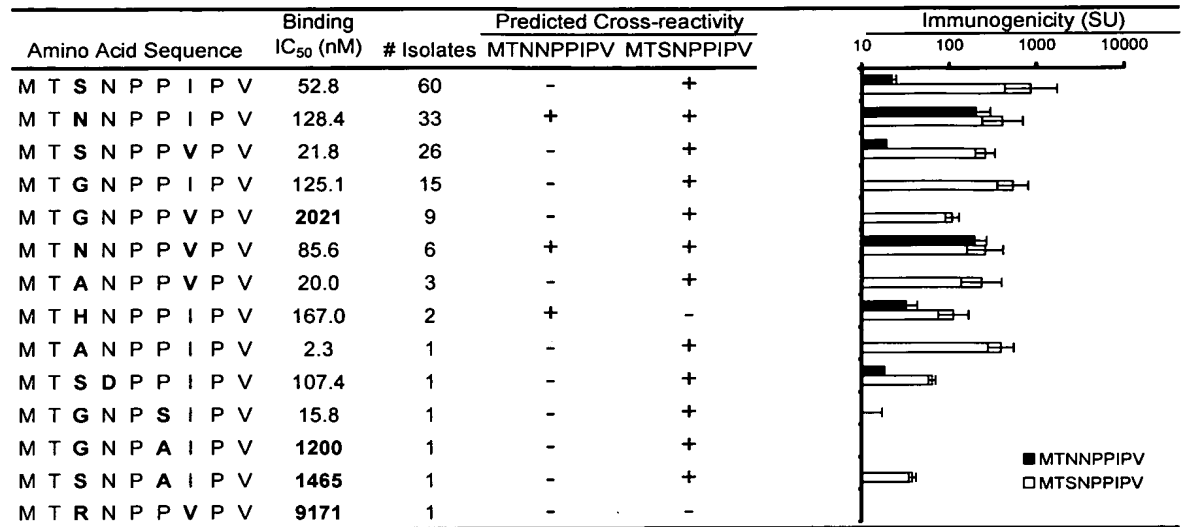 Binding Predicted Cross-reactivity Immunogenicity (SU)
Amino Acid Sequence IC50 (nM) # Isolates MTNNPPIPV MTSNPPIPV 10 100 1000 10000
M T S N P P I P V 52.8 60 - +
M T N N P P I P V 128.4 33 + +
M T S N P P V P V 21.8 26 - +
M T G N P P I P V 125.1 15 - +
M T G N P P V P V 2021 9 - +
M T N N P P V P V 85.6 6 + +
M T A N P P V P V 20.0 3 - +
M T H N P P I P V 167.0 2 + -
M T A N P P I P V 2.3 1 - +
M T S D P P I P V 107.4 1 - +
M T G N P S I P V 15.8 1 - +
M T G N P A I P V 1200 1 - +
M T S N P A I P V 1465 1 - +
M T R N P P V P V 9171 1 - -
MTNNPPIPV
MTSNPPIPV